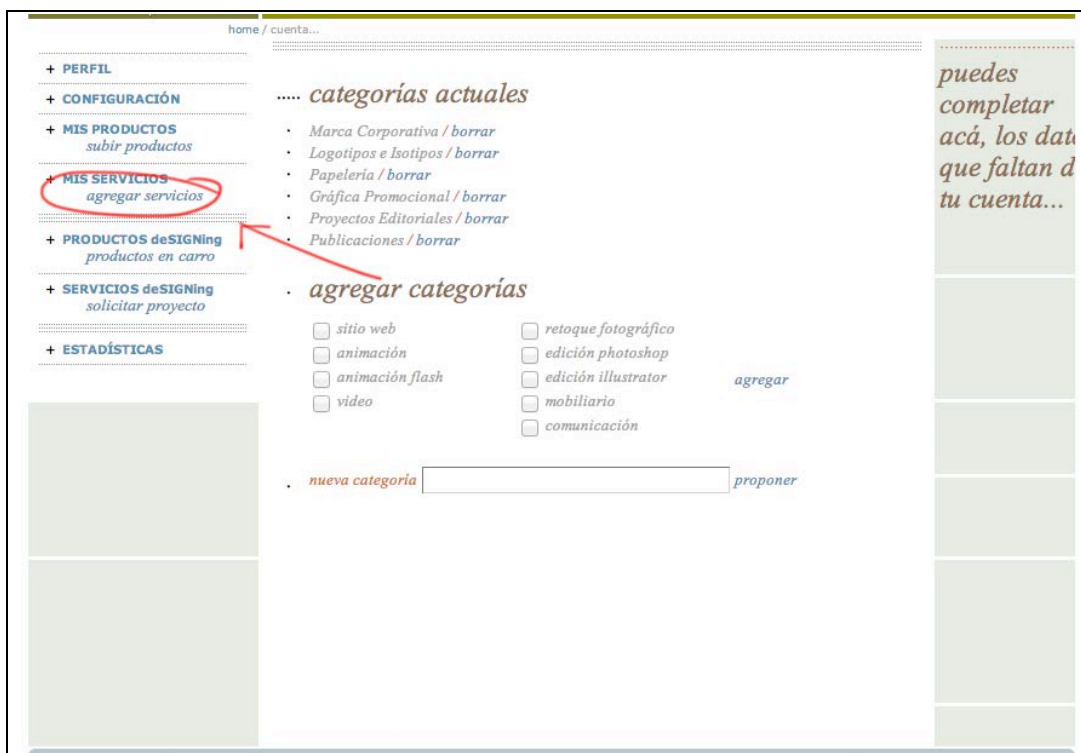 home / cuenta...
+ PERFIL
+ CONFIGURACIÓN
+ MIS PRODUCTOS
subir productos
+ MIS SERVICIOS
agregar servicios
+ PRODUCTOS deSIGNing
productos en carro
+ SERVICIOS deSIGNing
solicitar proyecto
+ ESTADÍSTICAS
..... categorías actuales
· Marca Corporativa / borrar
· Logotipos e Isotipos / borrar
· Papelería / borrar
· Gráfica Promocional / borrar
· Proyectos Editoriales / borrar
· Publicaciones / borrar
. agregar categorías
sitio web
animación
animación flash
video
retoque fotográfico
edición photoshop
edición illustrator
mobiliario
comunicación
agregar
. nueva categoría
proponer
puedes
completar
acá, los dat
que faltan d
tu cuenta...